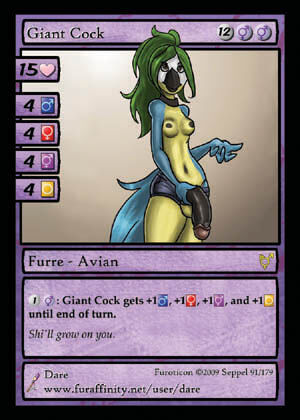 Giant Cock 12
15
4
4
4
4
Furre - Avian
1 : Giant Cock gets +1, +1, +1, and +1
until end of turn.
Shi'll grow on you.
Dare
Furoticon ©2009 Seppel 91/179
www.furaffinity.net/user/dare